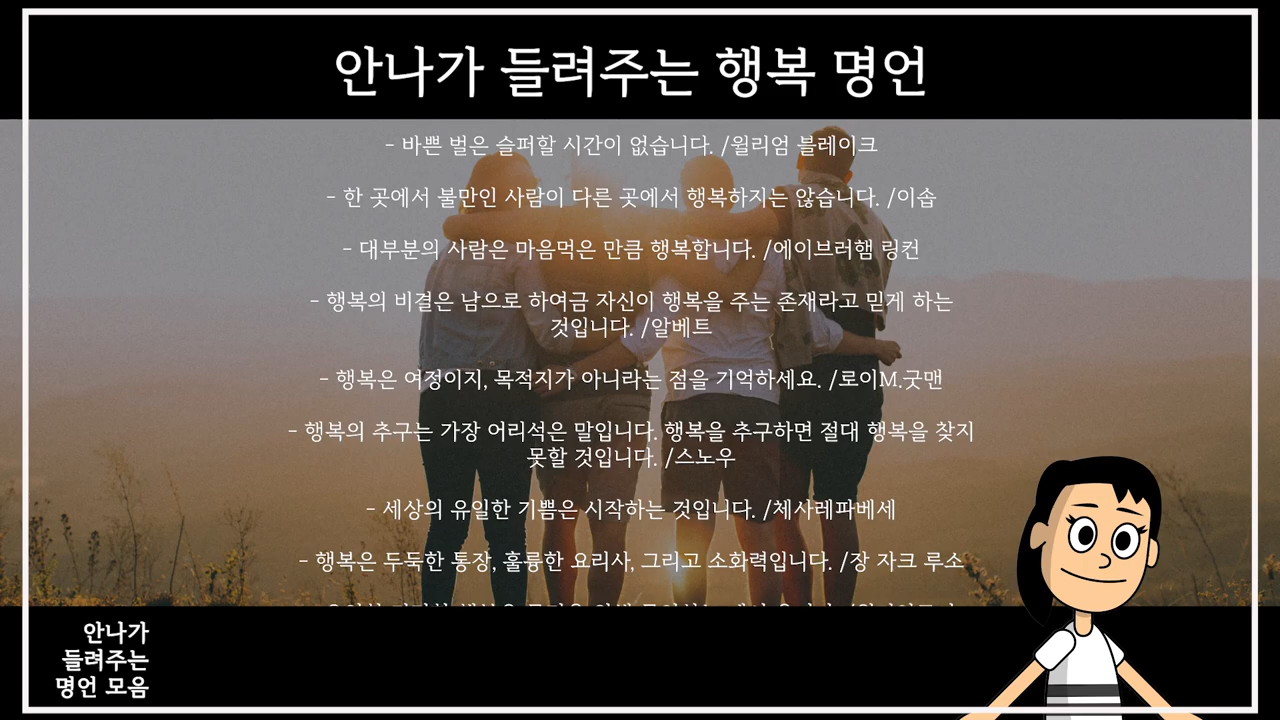 안나가 들려주는 행복 명언
- 바쁜 벌은 슬퍼할 시간이 없습니다. /윌리엄 블레이크
- 한 곳에서 불만인 사람이 다른 곳에서 행복하지는 않습니다. /이솝
- 대부분의 사람은 마음먹은 만큼 행복합니다. /에이브러햄 링컨
- 행복의 비결은 남으로 하여금 자신이 행복을 주는 존재라고 믿게 하는
것입니다. /알베트
- 행복은 여정이지, 목적지가 아니라는 점을 기억하세요. /로이M.굿맨
- 행복의 추구는 가장 어리석은 말입니다. 행복을 추구하면 절대 행복을 찾지
못할 것입니다. /스노우
- 세상의 유일한 기쁨은 시작하는 것입니다. /체사레파베세
- 행복은 두둑한 통장, 훌륭한 요리사, 그리고 소화력입니다. /장 자크 루소
안나가
들려주는
명언 모음